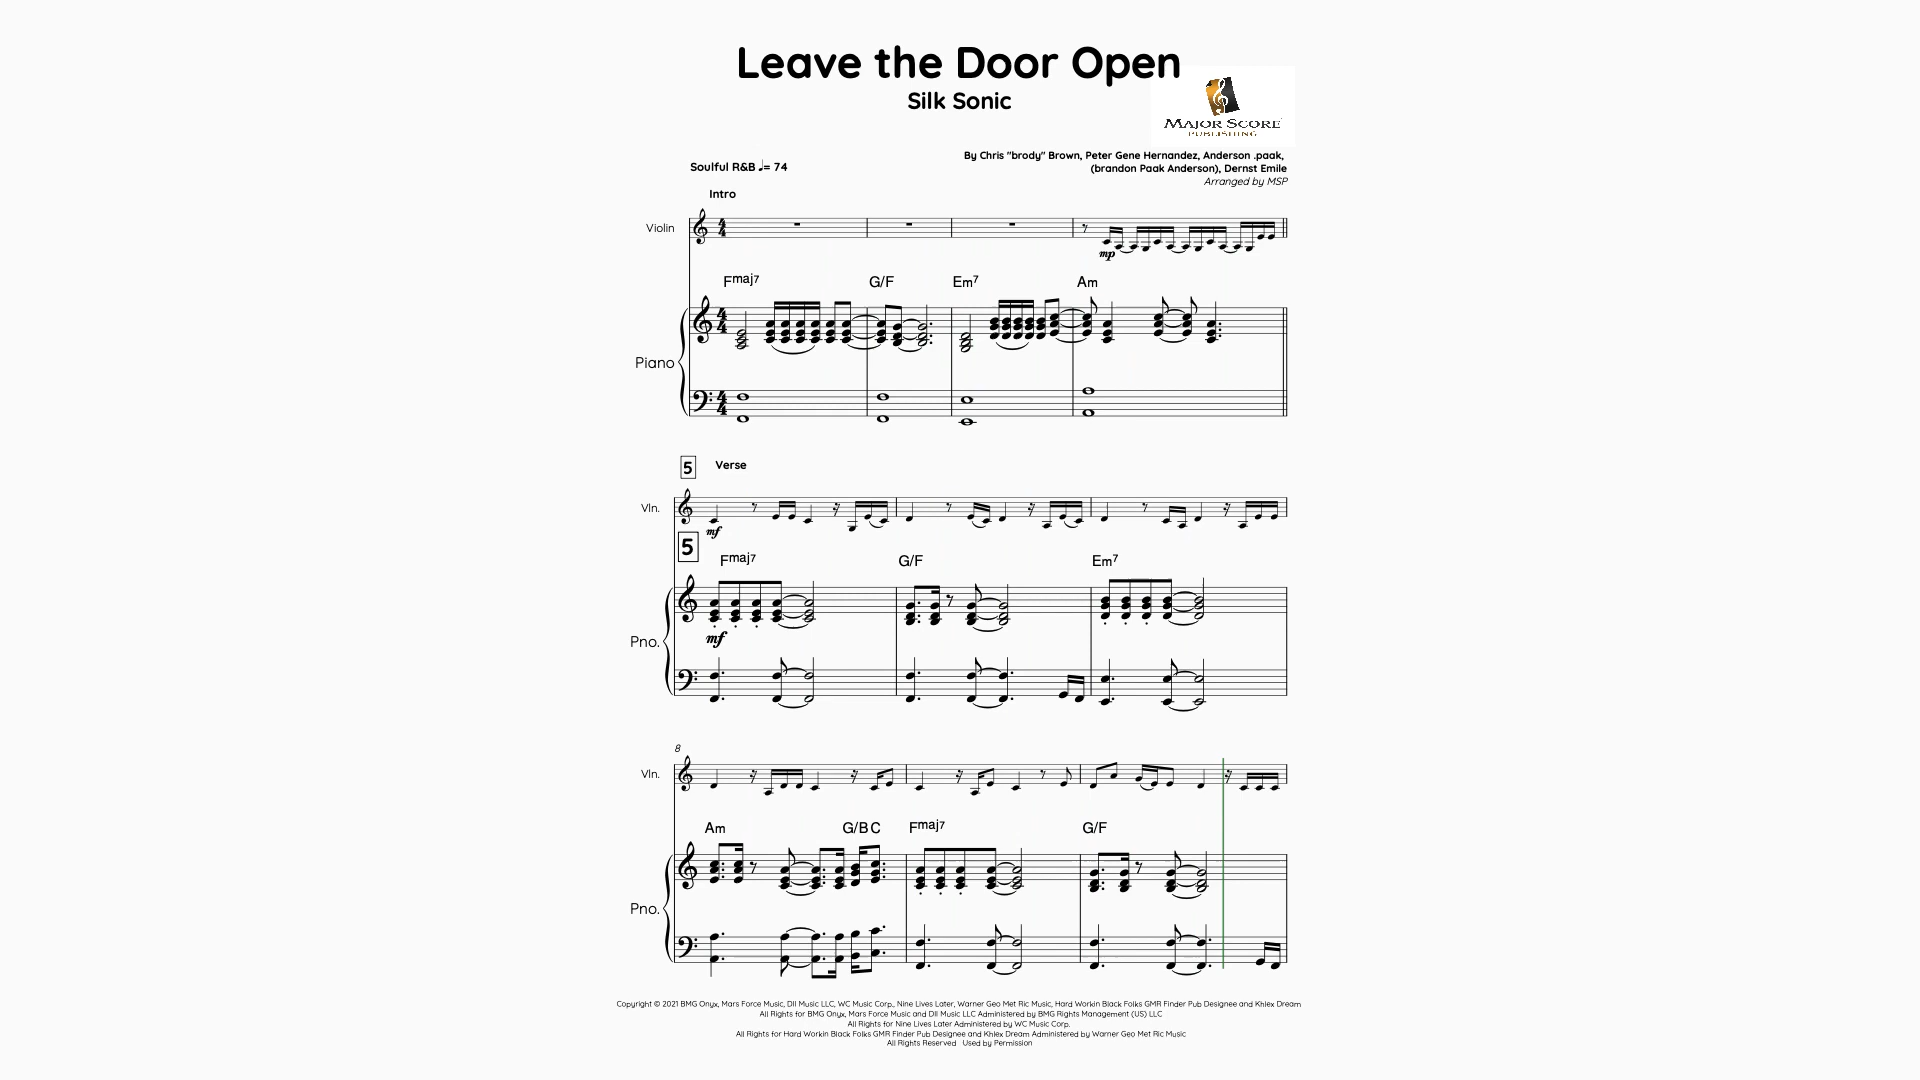 Leave the Door Open
Silk Sonic
MAJOR SCORE
PUBLISHING
By Chris "brody" Brown, Peter Gene Hernandez, Anderson .paak,
(brandon Paak Anderson), Dernst Emile
Arranged by MSP
Soulful R&B ♩= 74
Intro
Violin
mp
Fmaj7 G/F Em7 Am
Piano
5 Verse
Vln.
mf
5
Fmaj7 G/F Em7
mf
Pno.
8
Vln.
Am G/B C Fmaj7 G/F
Pno.
Copyright © 2021 BMG Onyx, Mars Force Music, DII Music LLC, WC Music Corp., Nine Lives Later, Warner Geo Met Ric Music, Hard Workin Black Folks GMR Finder Pub Designee and Khlex Dream
All Rights for BMG Onyx, Mars Force Music and DII Music LLC Administered by BMG Rights Management (US) LLC
All Rights for Nine Lives Later Administered by WC Music Corp.
All Rights for Hard Workin Black Folks GMR Finder Pub Designee and Khlex Dream Administered by Warner Geo Met Ric Music
All Rights Reserved Used by Permission